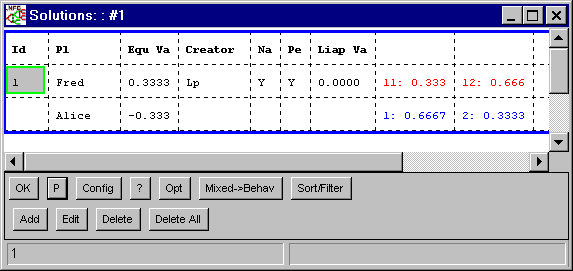 Solutions: : #1
Id Pl Equ Va Creator Na Pe Liap Va
1 Fred 0.3333 Lp Y Y 0.0000 11: 0.333 12: 0.666
Alice -0.333 1: 0.6667 2: 0.3333
OK P Config ? Opt Mixed->Behav Sort/Filter
Add Edit Delete Delete All
1